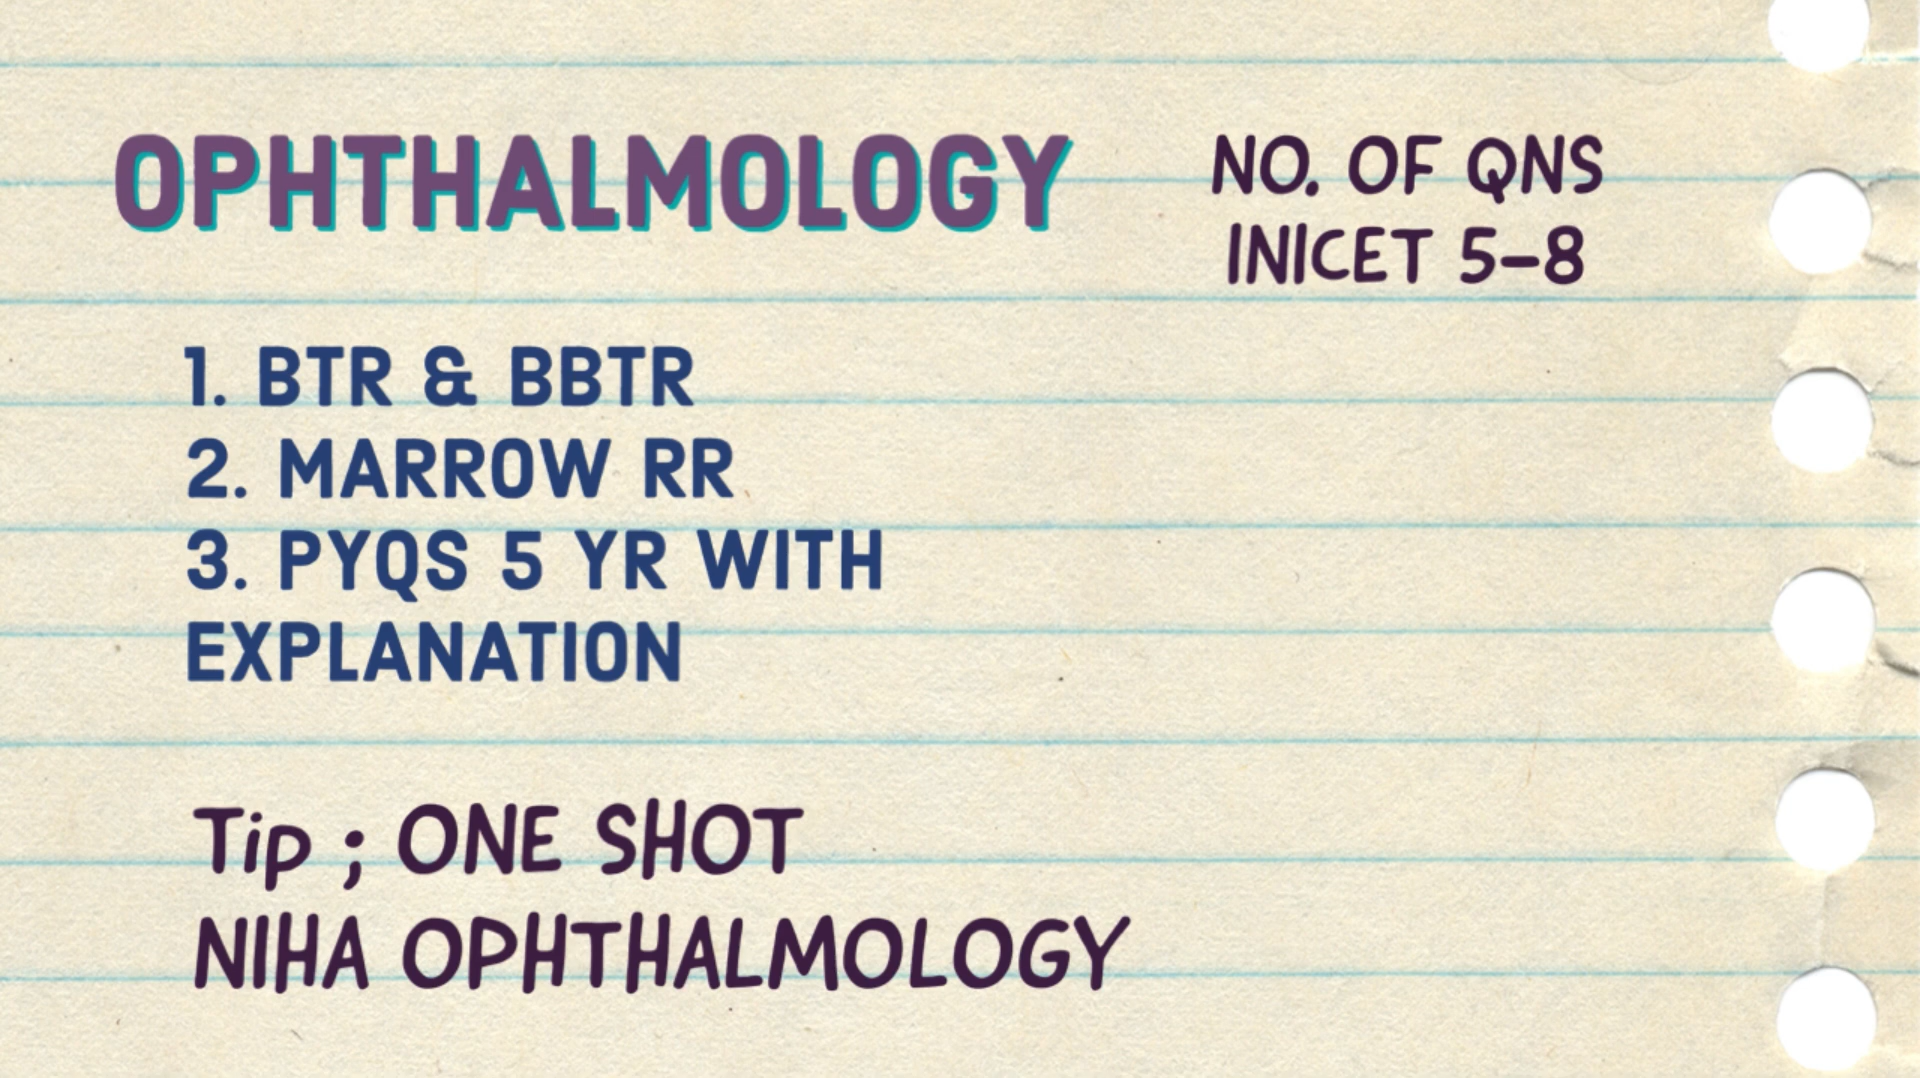 OPHTHALMOLOGY
NO. OF QNS
INICET 5-8
1. BTR & BBTR
2. MARROW RR
3. PYQS 5 YR WITH
EXPLANATION
Tip ; ONE SHOT
NIHA OPHTHALMOLOGY